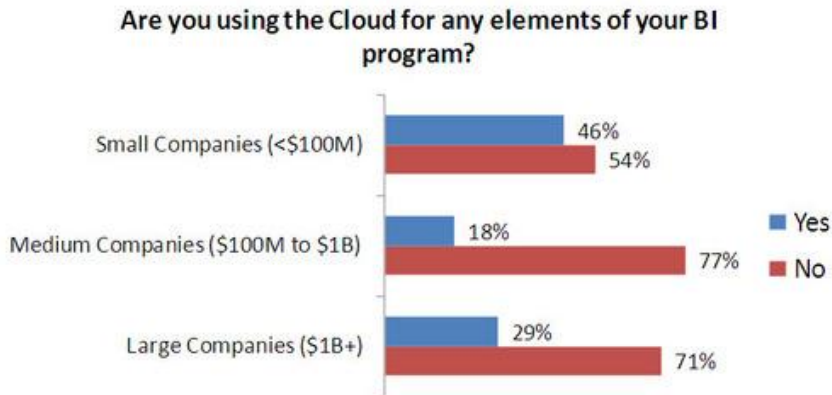 Are you using the Cloud for any elements of your BI
program?
Small Companies (<$100M)
46%
54%
Medium Companies ($100M to $1B)
18%
77%
Large Companies ($1B+)
29%
71%
Yes
No